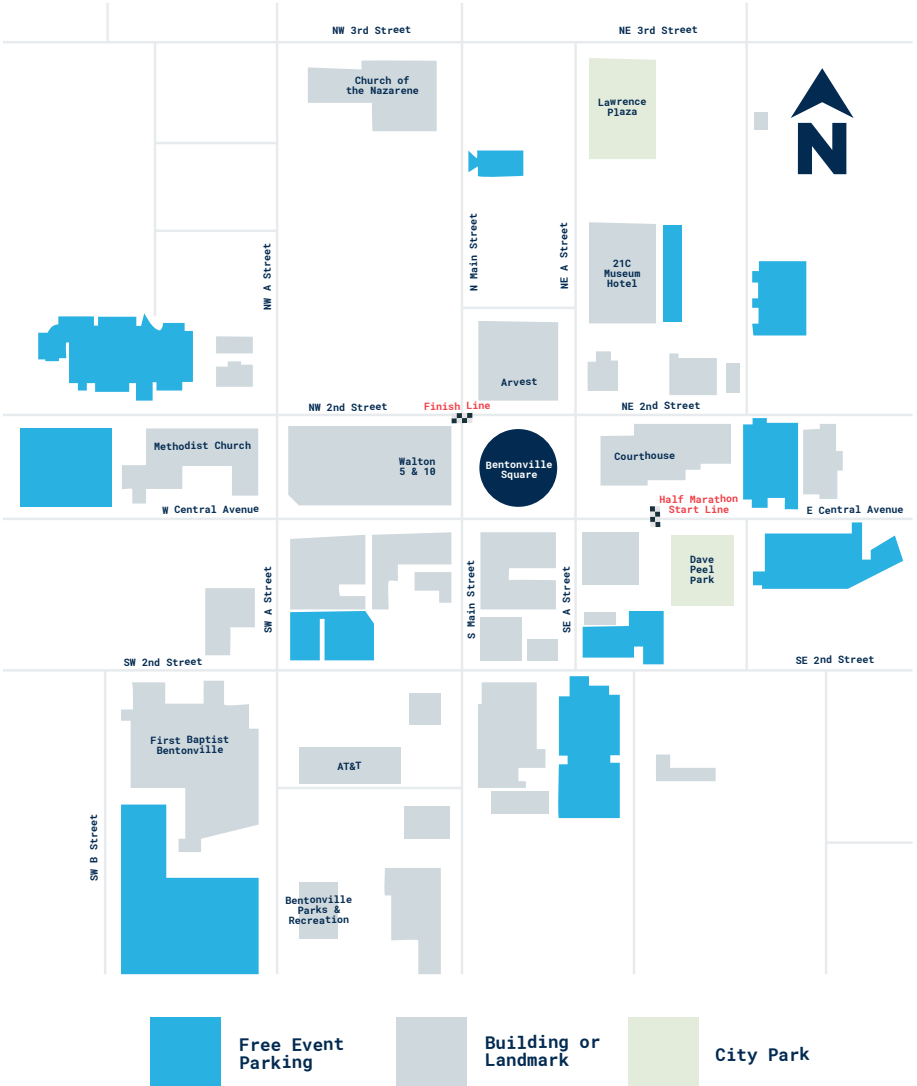 NW 3rd Street
NE 3rd Street
Church of
the Nazarene
Lawrence
Plaza
N
N Main Street
NE A Street
NW A Street
21C
Museum
Hotel
Arvest
NW 2nd Street
Finish Line
NE 2nd Street
Methodist Church
Walton
5 & 10
Bentonville
Square
Courthouse
Half Marathon
Start Line
W Central Avenue
E Central Avenue
SW A Street
S Main Street
SE A Street
Dave
Peel
Park
SW 2nd Street
SE 2nd Street
First Baptist
Bentonville
AT&T
SW B Street
Bentonville
Parks &
Recreation
Free Event
Parking
Building or
Landmark
City Park